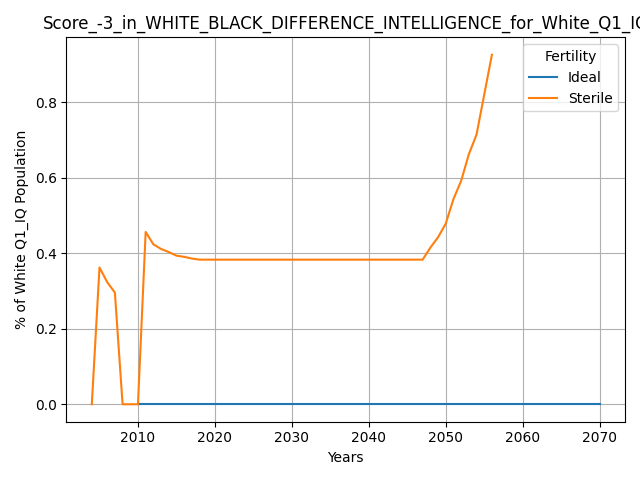 Score_-3_in_WHITE_BLACK_DIFFERENCE_INTELLIGENCE_for_White_Q1_IQ
Fertility
Ideal
Sterile
% of White Q1_IQ Population
0.8
0.6
0.4
0.2
0.0
2010 2020 2030 2040 2050 2060 2070
Years